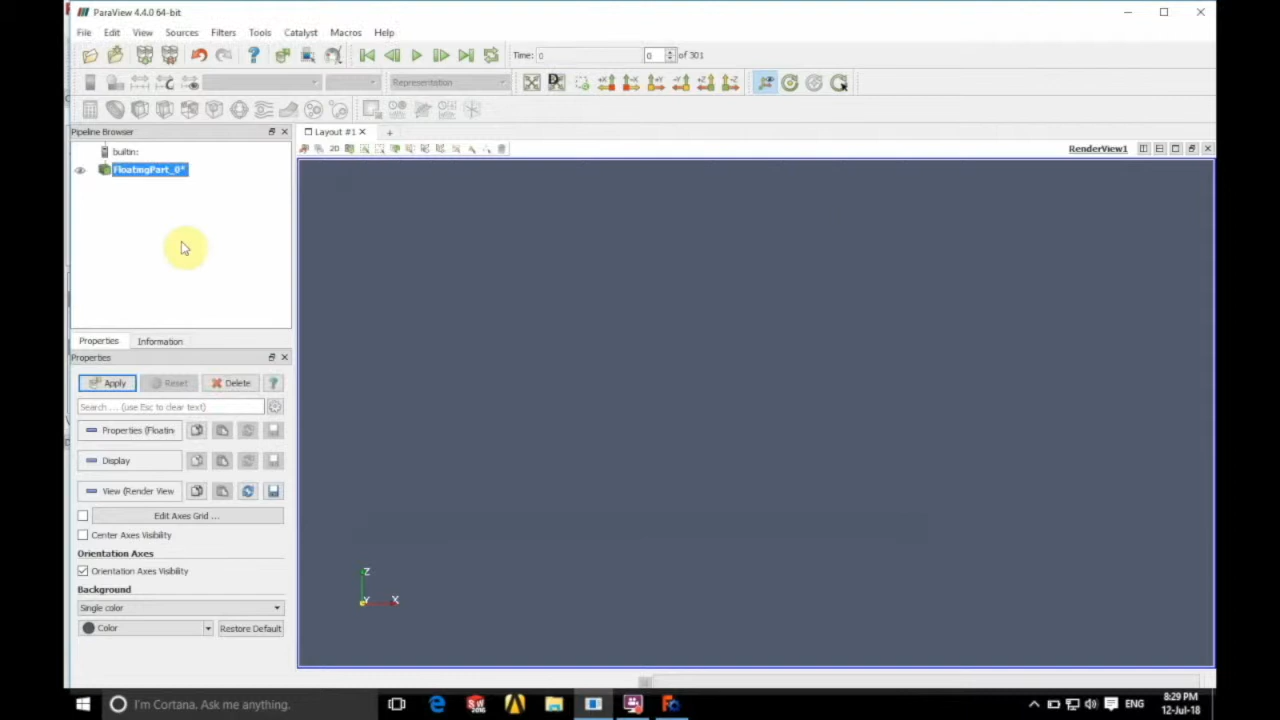 ParaView 4.4.0 64-bit
File Edit View Sources Filters Tools Catalyst Macros Help
Time: 0 0 of 301
Representation
Pipeline Browser
Layout #1
builtin:
2D
RenderView1
FloatingPart_0*
Properties Information
Properties
Apply Reset Delete ?
Search ... (use Esc to clear text)
Properties (Floatin
Display
View (Render View
Edit Axes Grid ...
Center Axes Visibility
Orientation Axes
Orientation Axes Visibility
Background
Single color
Color Restore Default
Z
Y X
I'm Cortana. Ask me anything.
ENG
8:29 PM
12-Jul-18